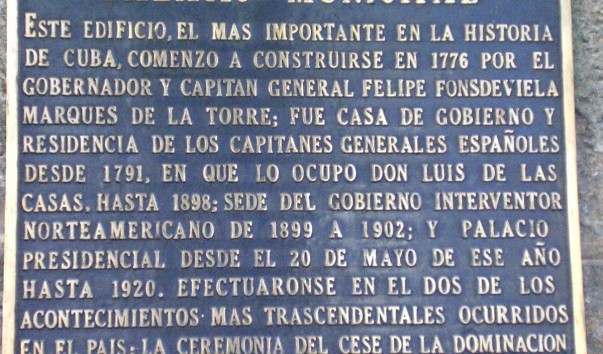 ESTE EDIFICIO, EL MAS IMPORTANTE EN LA HISTORIA
DE CUBA, COMENZO A CONSTRUIRSE EN 1776 POR EL
GOBERNADOR Y CAPITAN GENERAL FELIPE FONSDEVIELA
MARQUES DE LA TORRE; FUE CASA DE GOBIERNO Y
RESIDENCIA DE LOS CAPITANES GENERALES ESPAÑOLES
DESDE 1791, EN QUE LO OCUPO DON LUIS DE LAS
CASAS, HASTA 1898; SEDE DEL GOBIERNO INTERVENTOR
NORTEAMERICANO DE 1899 A 1902; Y PALACIO
PRESIDENCIAL DESDE EL 20 DE MAYO DE ESE AÑO
HASTA 1920. EFECTUARONSE EN EL DOS DE LOS
ACONTECIMIENTOS MAS TRASCENDENTALES OCURRIDOS
EN EL PAIS: LA CEREMONIA DEL CESE DE LA DOMINACION